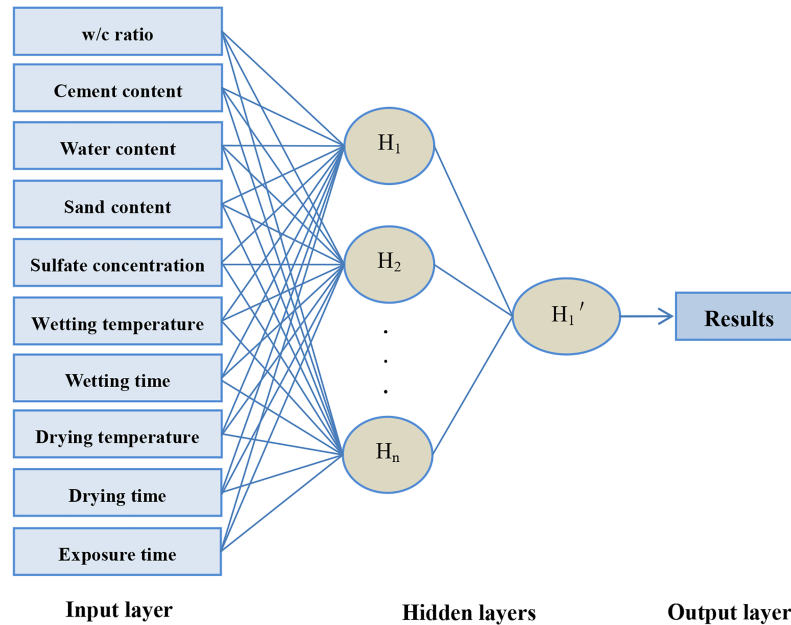 w/c ratio
Cement content
Water content
Sand content
Sulfate concentration
Wetting temperature
Wetting time
Drying temperature
Drying time
Exposure time
H₁
H₂
.
.
.
Hₙ
H₁′
Results
Input layer
Hidden layers
Output layer